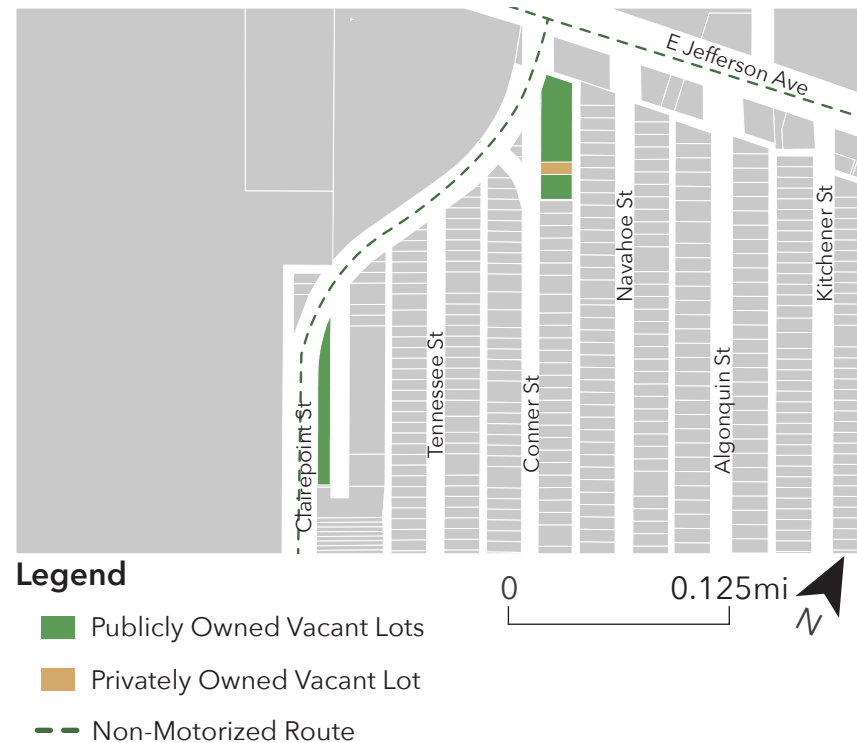 E Jefferson Ave
Navahoe St
Kitchener St
Tennessee St
Conner St
Algonquin St
Clairepoint St
Legend
0 0.125mi
N
Publicly Owned Vacant Lots
Privately Owned Vacant Lot
Non-Motorized Route